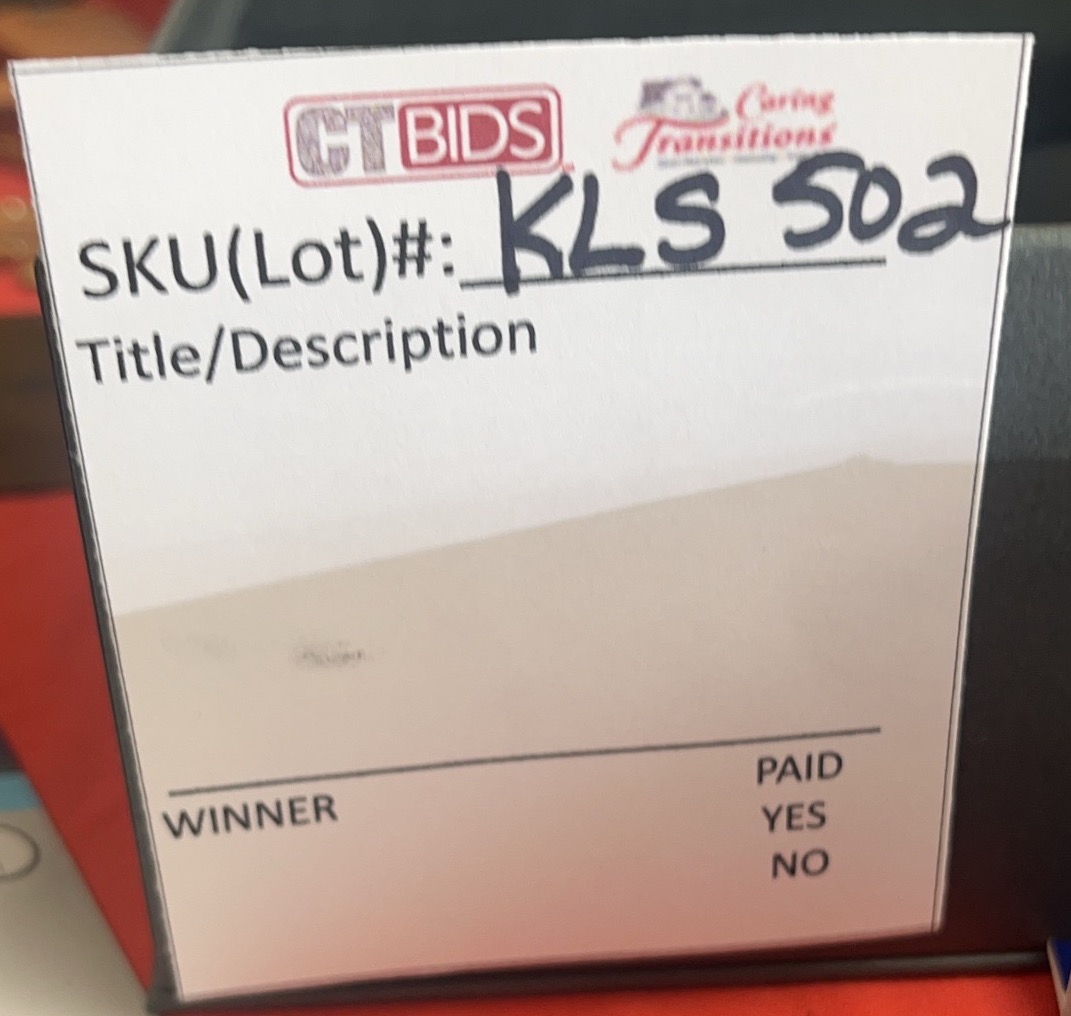 CTBIDS
Caring
Transitions
SKU(Lot)#: KLS 502
Title/Description
WINNER
PAID
YES
NO